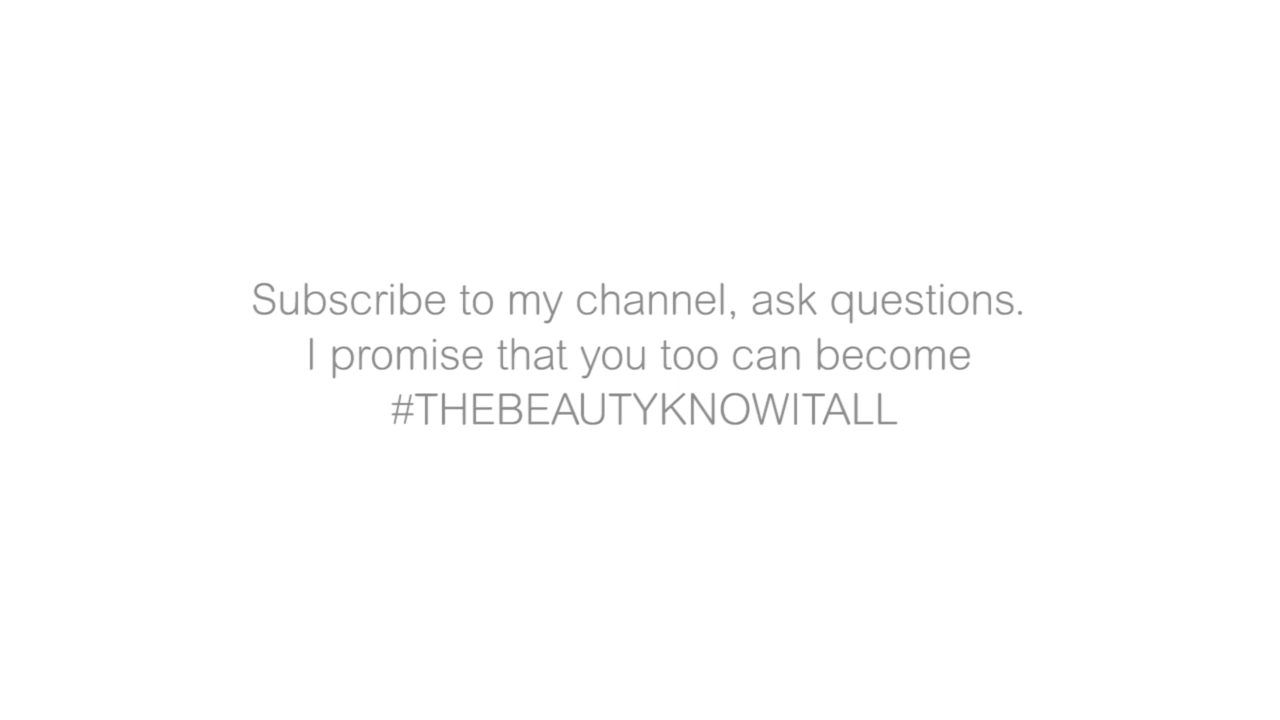 Subscribe to my channel, ask questions.
I promise that you too can become
#THEBEAUTYKNOWITALL